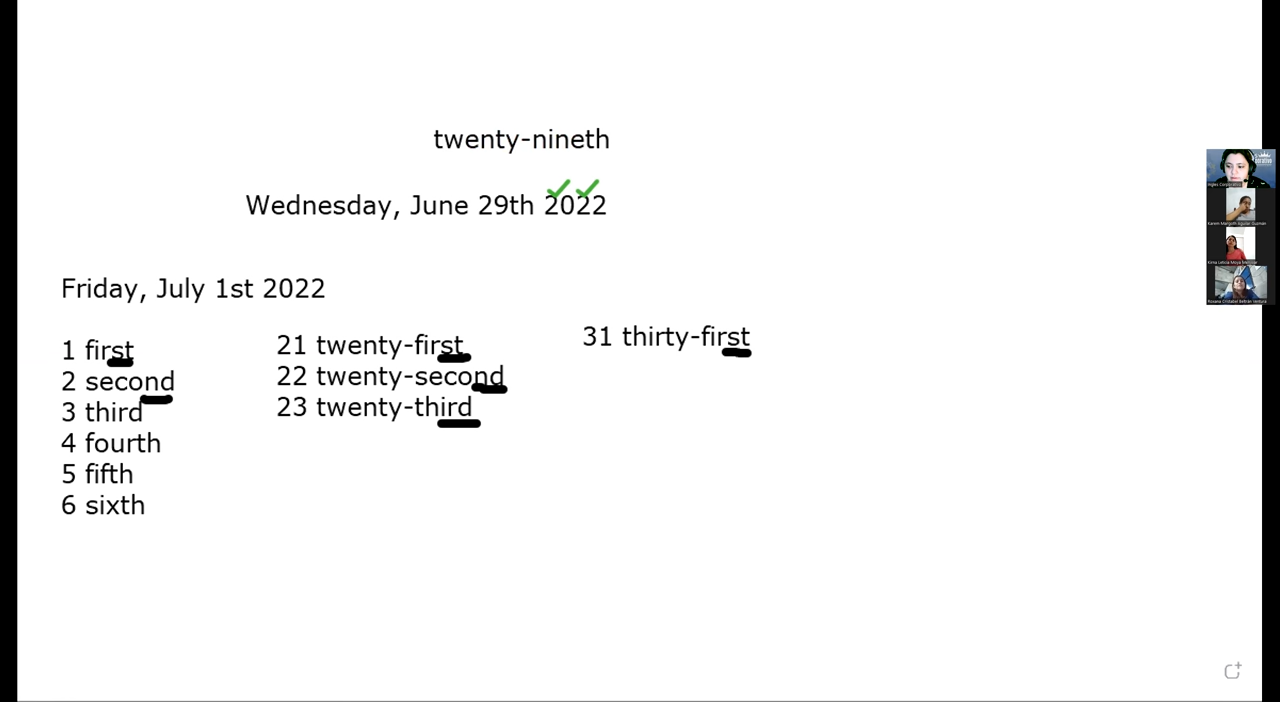 twenty-nineth
Wednesday, June 29th 2022
Friday, July 1st 2022
1 first
2 second
3 third
4 fourth
5 fifth
6 sixth
21 twenty-first
22 twenty-second
23 twenty-third
31 thirty-first